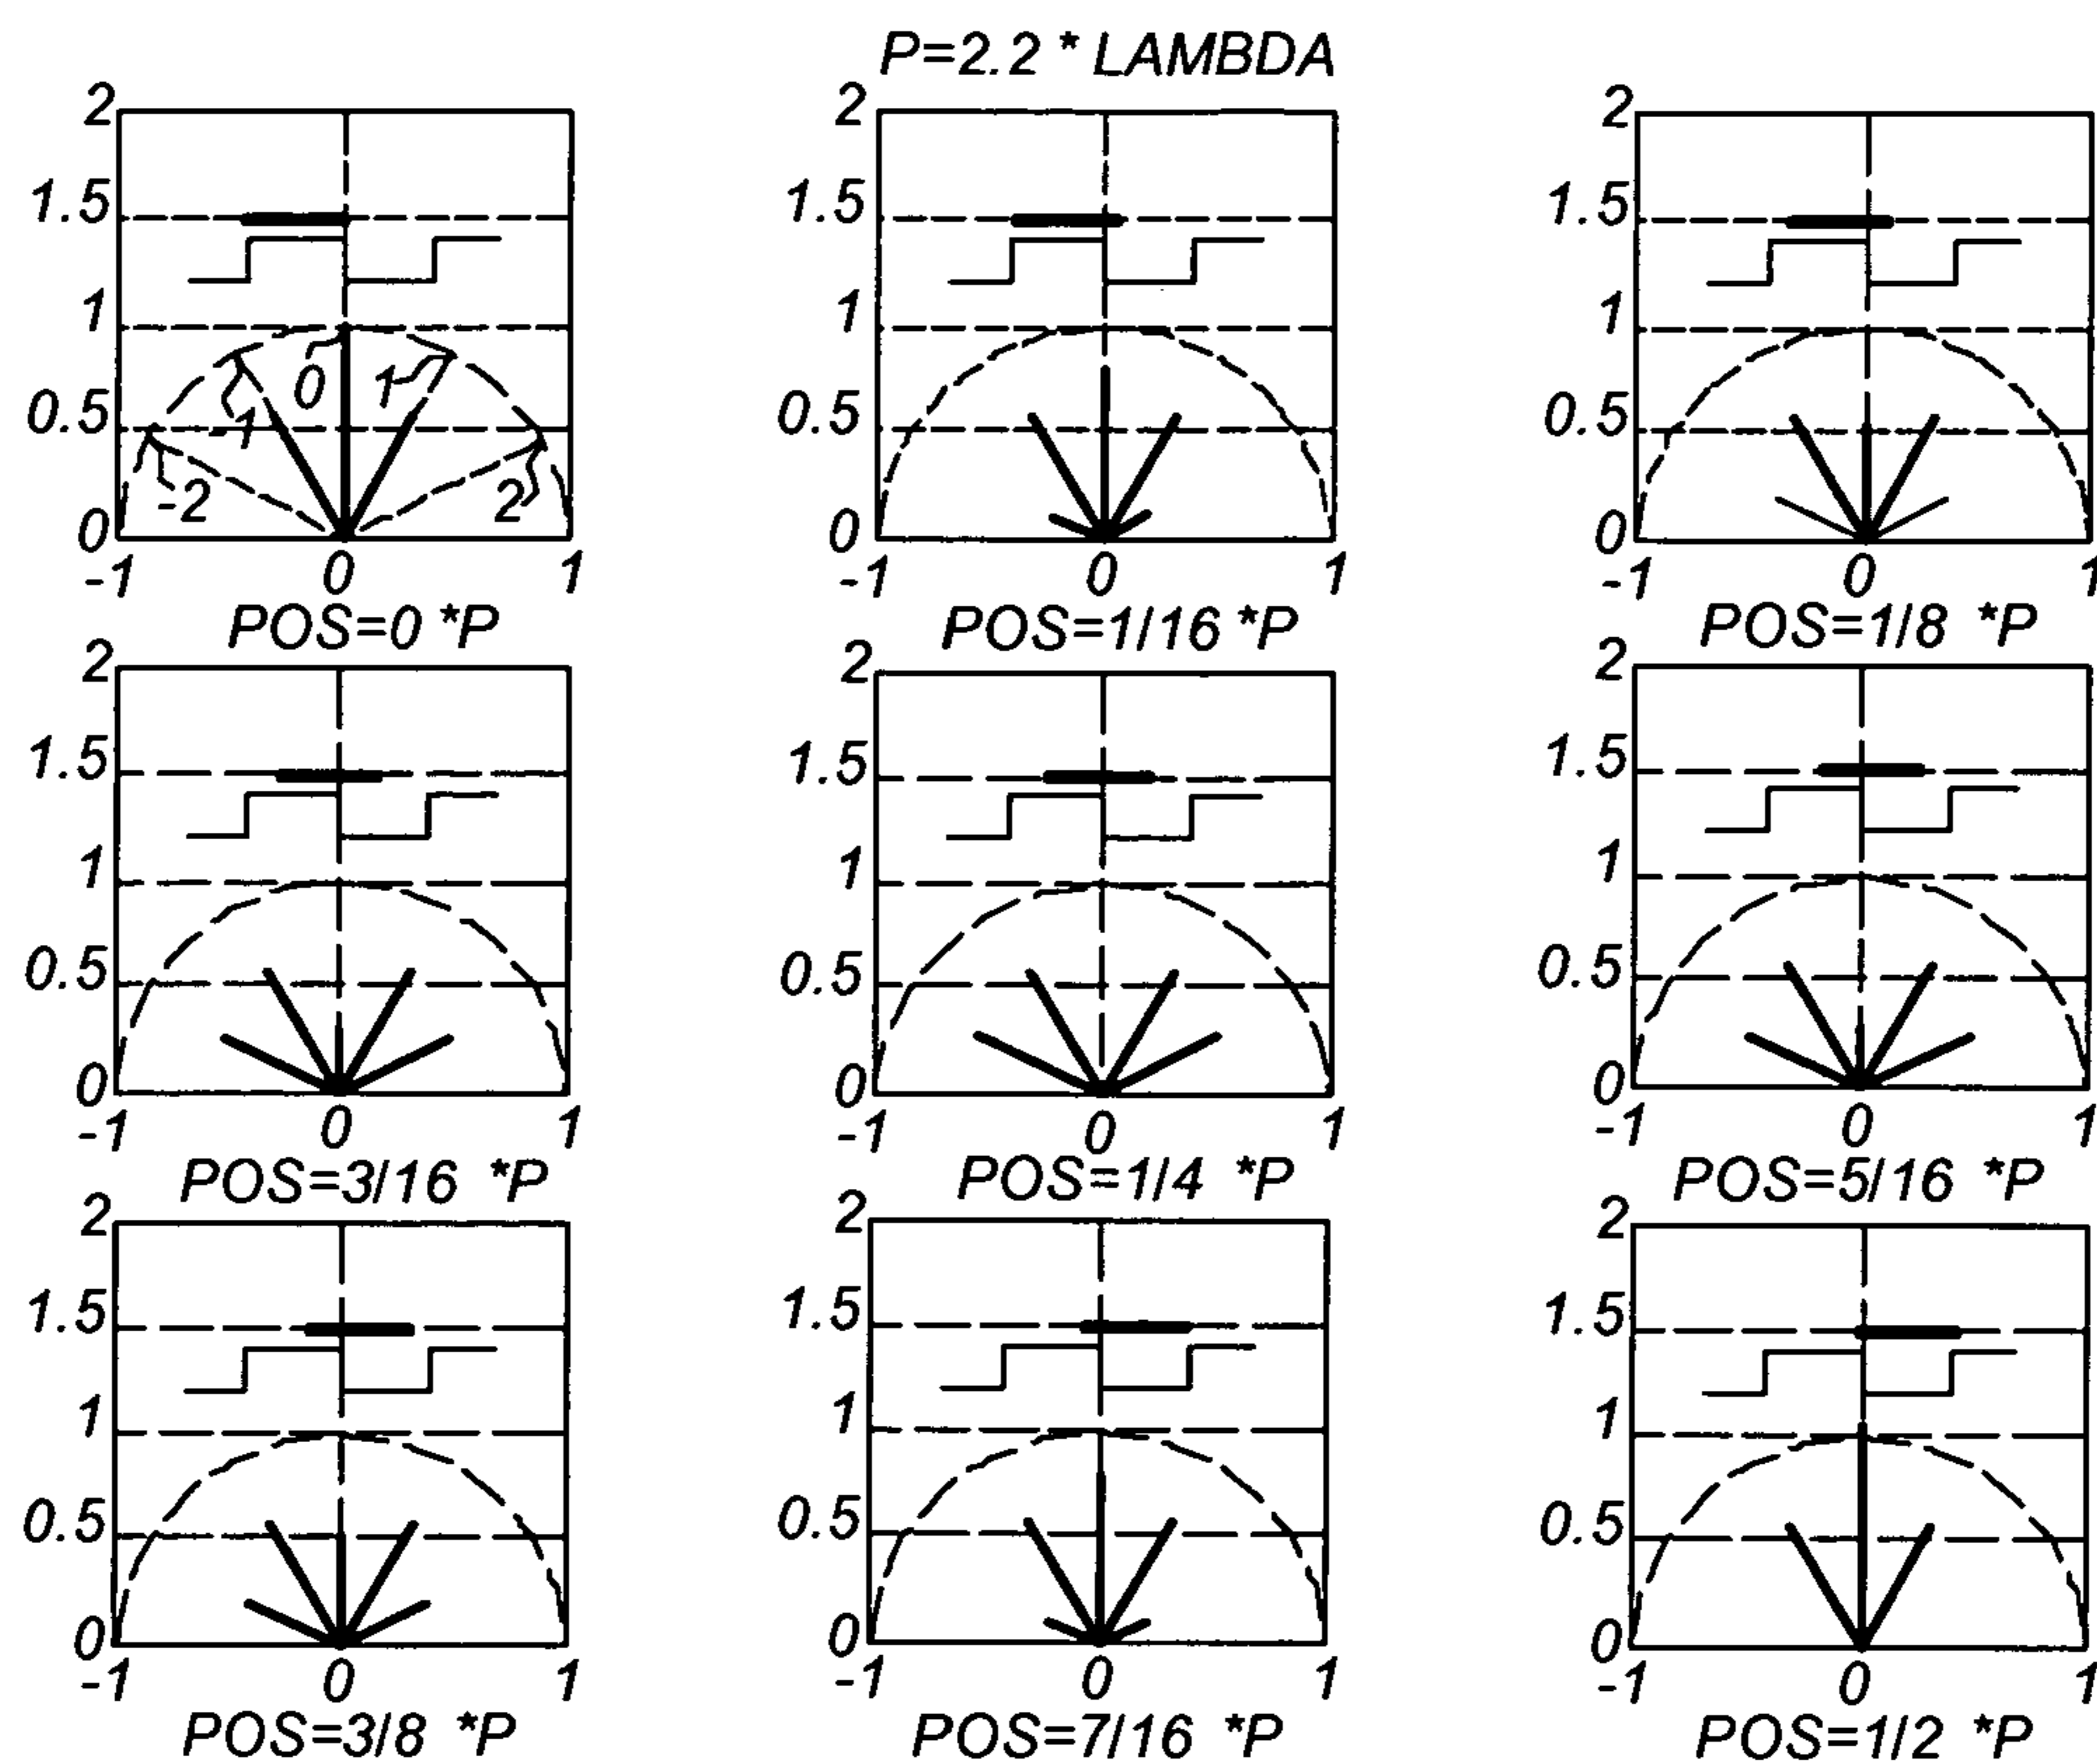 P=2.2 * LAMBDA
2 2 2
1.5 1.5 1.5
1 1 1
0 1
0.5 -1 0.5 0.5
-2 2
0 0 0
-1 0 1 -1 0 1 -1 0 1
POS=0 *P POS=1/16 *P POS=1/8 *P
2 2 2
1.5 1.5 1.5
1 1 1
0.5 0.5 0.5
0 0 0
-1 0 1 -1 0 1 -1 0 1
POS=3/16 *P POS=1/4 *P POS=5/16 *P
2 2 2
1.5 1.5 1.5
1 1 1
0.5 0.5 0.5
0 0 0
-1 0 1 -1 0 1 -1 0 1
POS=3/8 *P POS=7/16 *P POS=1/2 *P